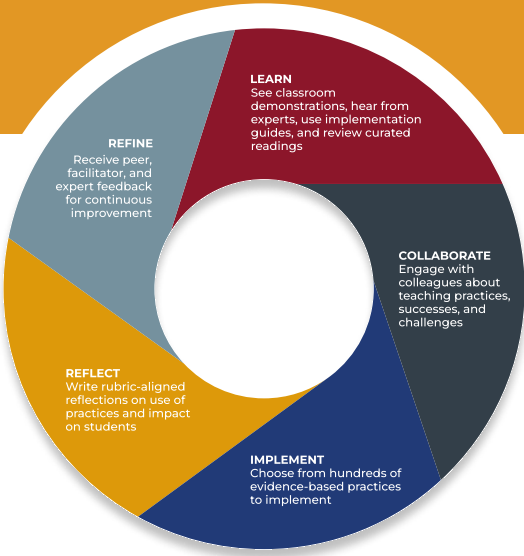 LEARN
See classroom
demonstrations, hear from
experts, use implementation
guides, and review curated
readings
COLLABORATE
Engage with
colleagues about
teaching practices,
successes, and
challenges
IMPLEMENT
Choose from hundreds of
evidence-based practices
to implement
REFLECT
Write rubric-aligned
reflections on use of
practices and impact
on students
REFINE
Receive peer,
facilitator, and
expert feedback
for continuous
improvement